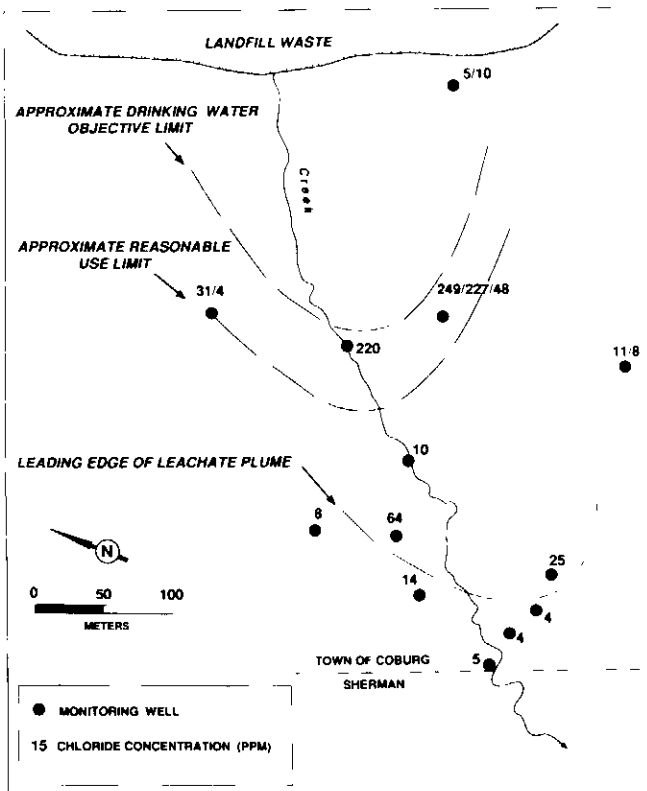 LANDFILL WASTE
5/10
APPROXIMATE DRINKING WATER
OBJECTIVE LIMIT
Creek
APPROXIMATE REASONABLE
USE LIMIT
31/4
249/227/48
220
11/8
10
LEADING EDGE OF LEACHATE PLUME
8
64
N
25
0 50 100
14
METERS
4
4
TOWN OF COBURG
5
SHERMAN
MONITORING WELL
15 CHLORIDE CONCENTRATION (PPM)